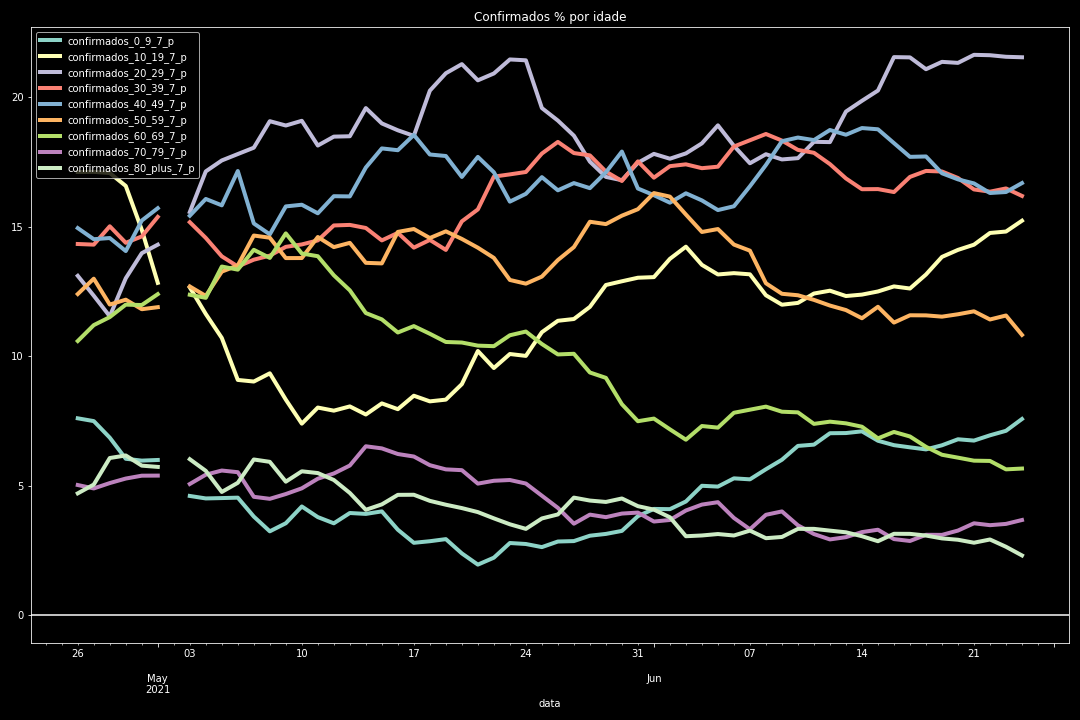 Confirmados % por idade
confirmados_0_9_7_p
confirmados_10_19_7_p
confirmados_20_29_7_p
confirmados_30_39_7_p
confirmados_40_49_7_p
confirmados_50_59_7_p
confirmados_60_69_7_p
confirmados_70_79_7_p
confirmados_80_plus_7_p
20
15
10
5
0
26 03 10 17 24 31 07 14 21
May Jun
2021
data